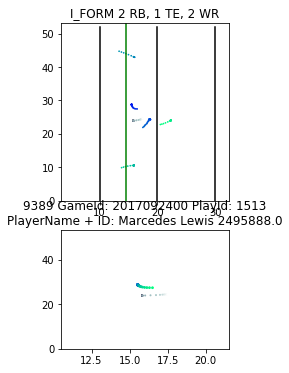 I_FORM 2 RB, 1 TE, 2 WR
50
40
30
20
10
0
10 20 30
9389 GameId: 2017092400 PlayId: 1513
PlayerName + ID: Marcedes Lewis 2495888.0
40
20
0
12.5 15.0 17.5 20.0